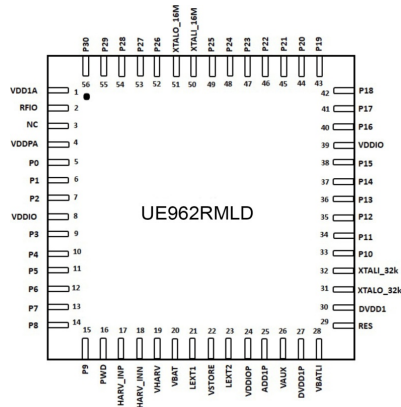 P30
P29
P28
P27
P26
XTALO_16M
XTALI_16M
P25
P24
P23
P22
P21
P20
P19
56
55
54
53
52
51
50
49
48
47
46
45
44
43
VDD1A 1
RFIO 2
NC 3
VDDPA 4
P0 5
P1 6
P2 7
VDDIO 8
P3 9
P4 10
P5 11
P6 12
P7 13
P8 14
UE962RMLD
42 P18
41 P17
40 P16
39 VDDIO
38 P15
37 P14
36 P13
35 P12
34 P11
33 P10
32 XTALI_32k
31 XTALO_32k
30 DVDD1
29 RES
15
16
17
18
19
20
21
22
23
24
25
26
27
28
P9
PWD
HARV_INP
HARV_INN
VHARV
VBAT
LEXT1
VSTORE
LEXT2
VDDIOP
ADD1P
VAUX
DVDD1P
VBATLI